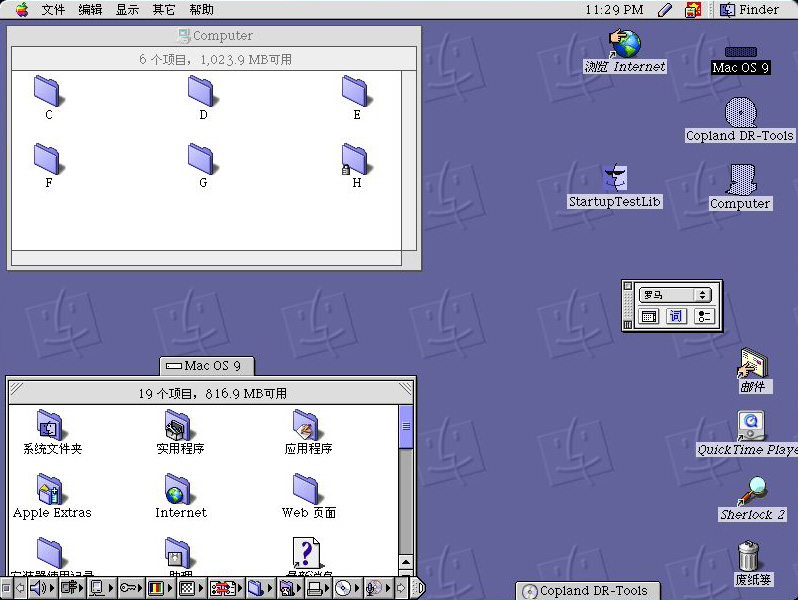 文件 编辑 显示 其它 帮助 11:29 PM Finder
Computer
6 个项目，1,023.9 MB可用
C D E
F G H
浏览 Internet
Mac OS 9
Copland DR-Tools
StartupTestLib
Computer
罗马
词
Mac OS 9
19 个项目，816.9 MB可用
系统文件夹 实用程序 应用程序
Apple Extras Internet Web 页面
邮件
QuickTime Playe
Sherlock 2
废纸篓
Copland DR-Tools